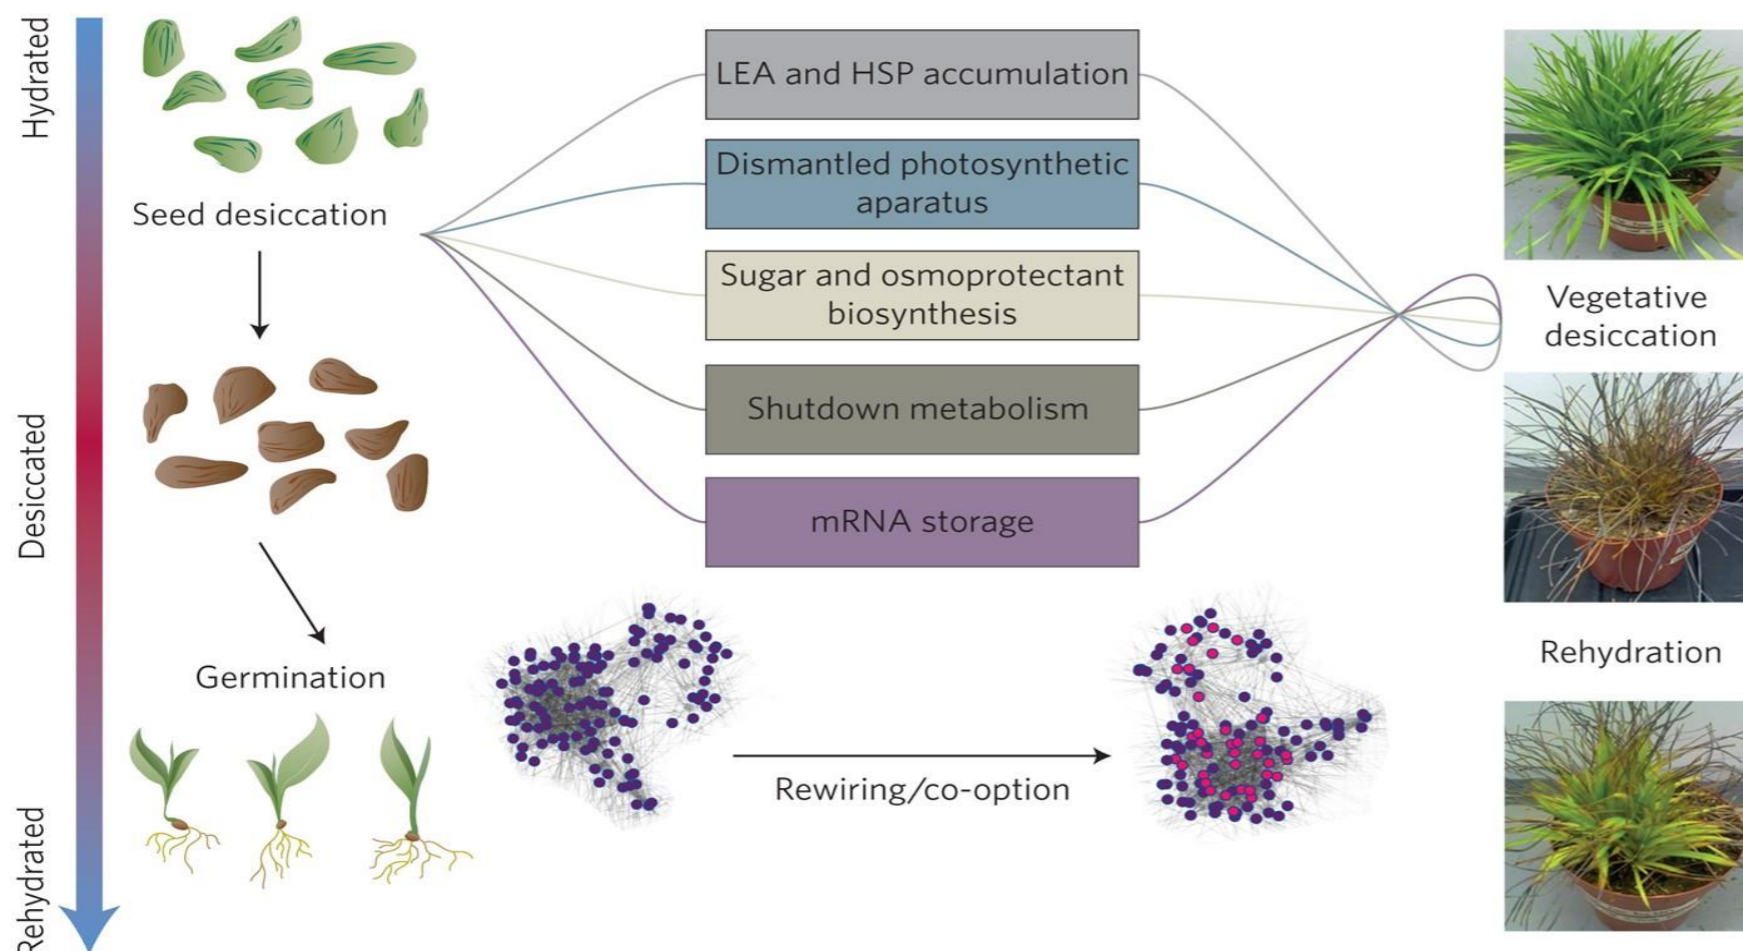 Hydrated
Desiccated
Rehydrated
Seed desiccation
Germination
LEA and HSP accumulation
Dismantled photosynthetic
aparatus
Sugar and osmoprotectant
biosynthesis
Shutdown metabolism
mRNA storage
Rewiring/co-option
Vegetative
desiccation
Rehydration